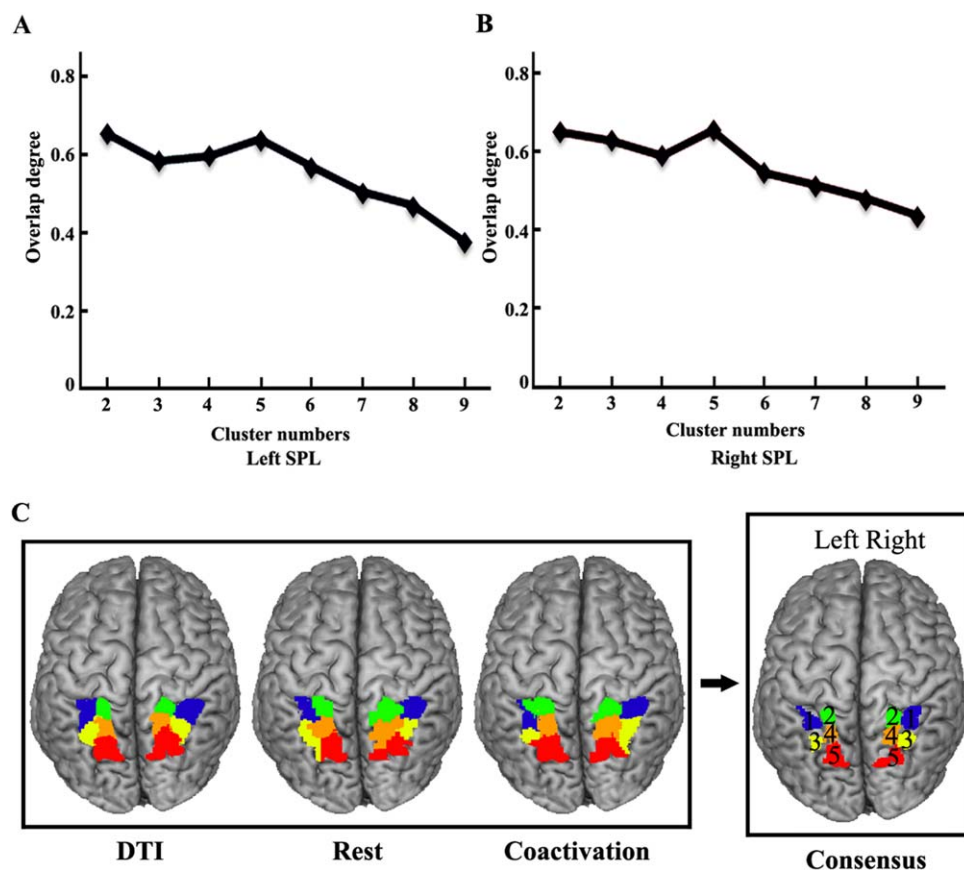 A
Overlap degree
0.8
0.6
0.4
0.2
0
2 3 4 5 6 7 8 9
Cluster numbers
Left SPL
B
Overlap degree
0.8
0.6
0.4
0.2
0
2 3 4 5 6 7 8 9
Cluster numbers
Right SPL
C
DTI
Rest
Coactivation
Left Right
1 2 2 1
3 4 4 3
5 5
Consensus